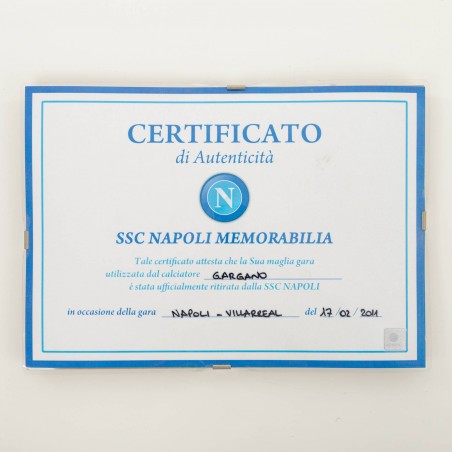 CERTIFICATO
di Autenticità
N
SSC NAPOLI MEMORABILIA
Tale certificato attesta che la Sua maglia gara
utilizzata dal calciatore GARGANO
è stata ufficialmente ritirata dalla SSC NAPOLI
in occasione della gara NAPOLI - VILLARREAL del 17/02/2011